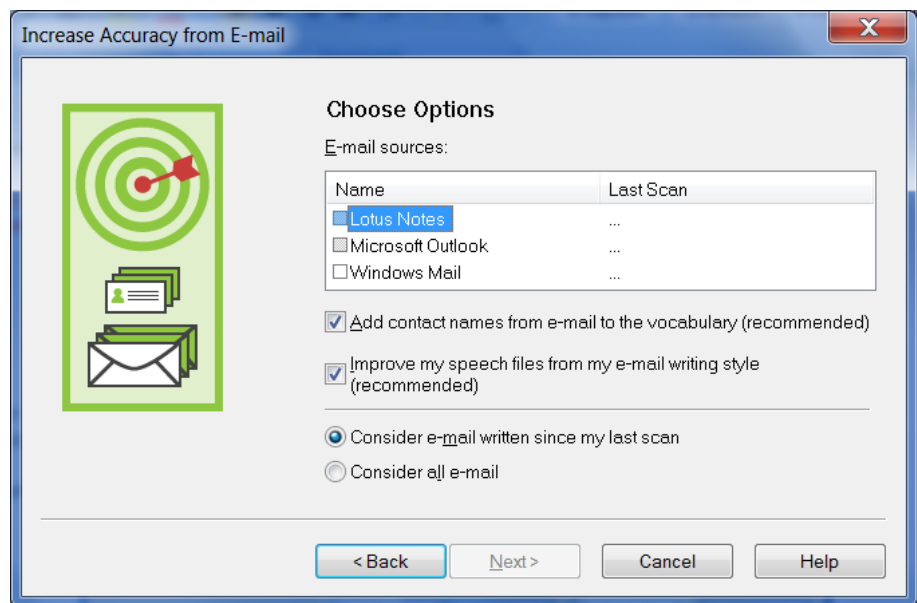 Increase Accuracy from E-mail
X
Choose Options
E-mail sources:
Name Last Scan
Lotus Notes ...
Microsoft Outlook ...
Windows Mail ...
Add contact names from e-mail to the vocabulary (recommended)
Improve my speech files from my e-mail writing style
(recommended)
Consider e-mail written since my last scan
Consider all e-mail
< Back Next > Cancel Help